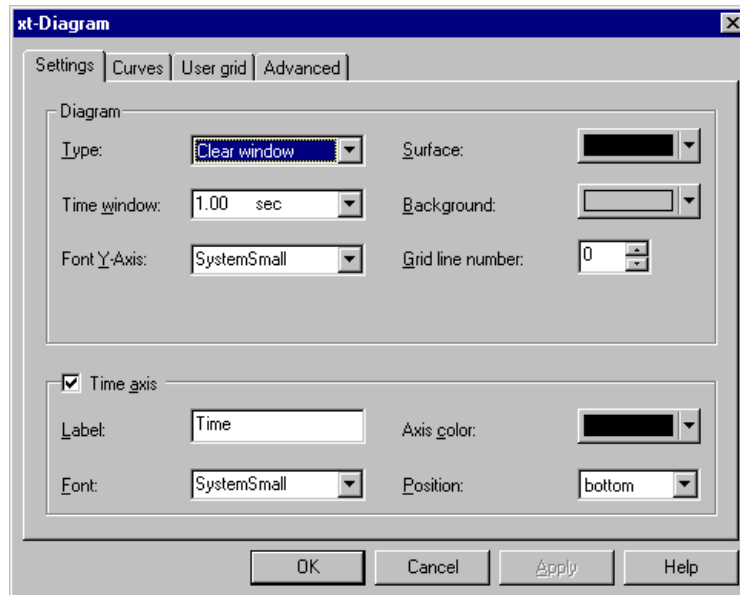 xt-Diagram
Settings Curves User grid Advanced
Diagram
Type: Clear window Surface:
Time window: 1.00 sec Background:
Font Y-Axis: SystemSmall Grid line number: 0
Time axis
Label: Time Axis color:
Font: SystemSmall Position: bottom
OK Cancel Apply Help